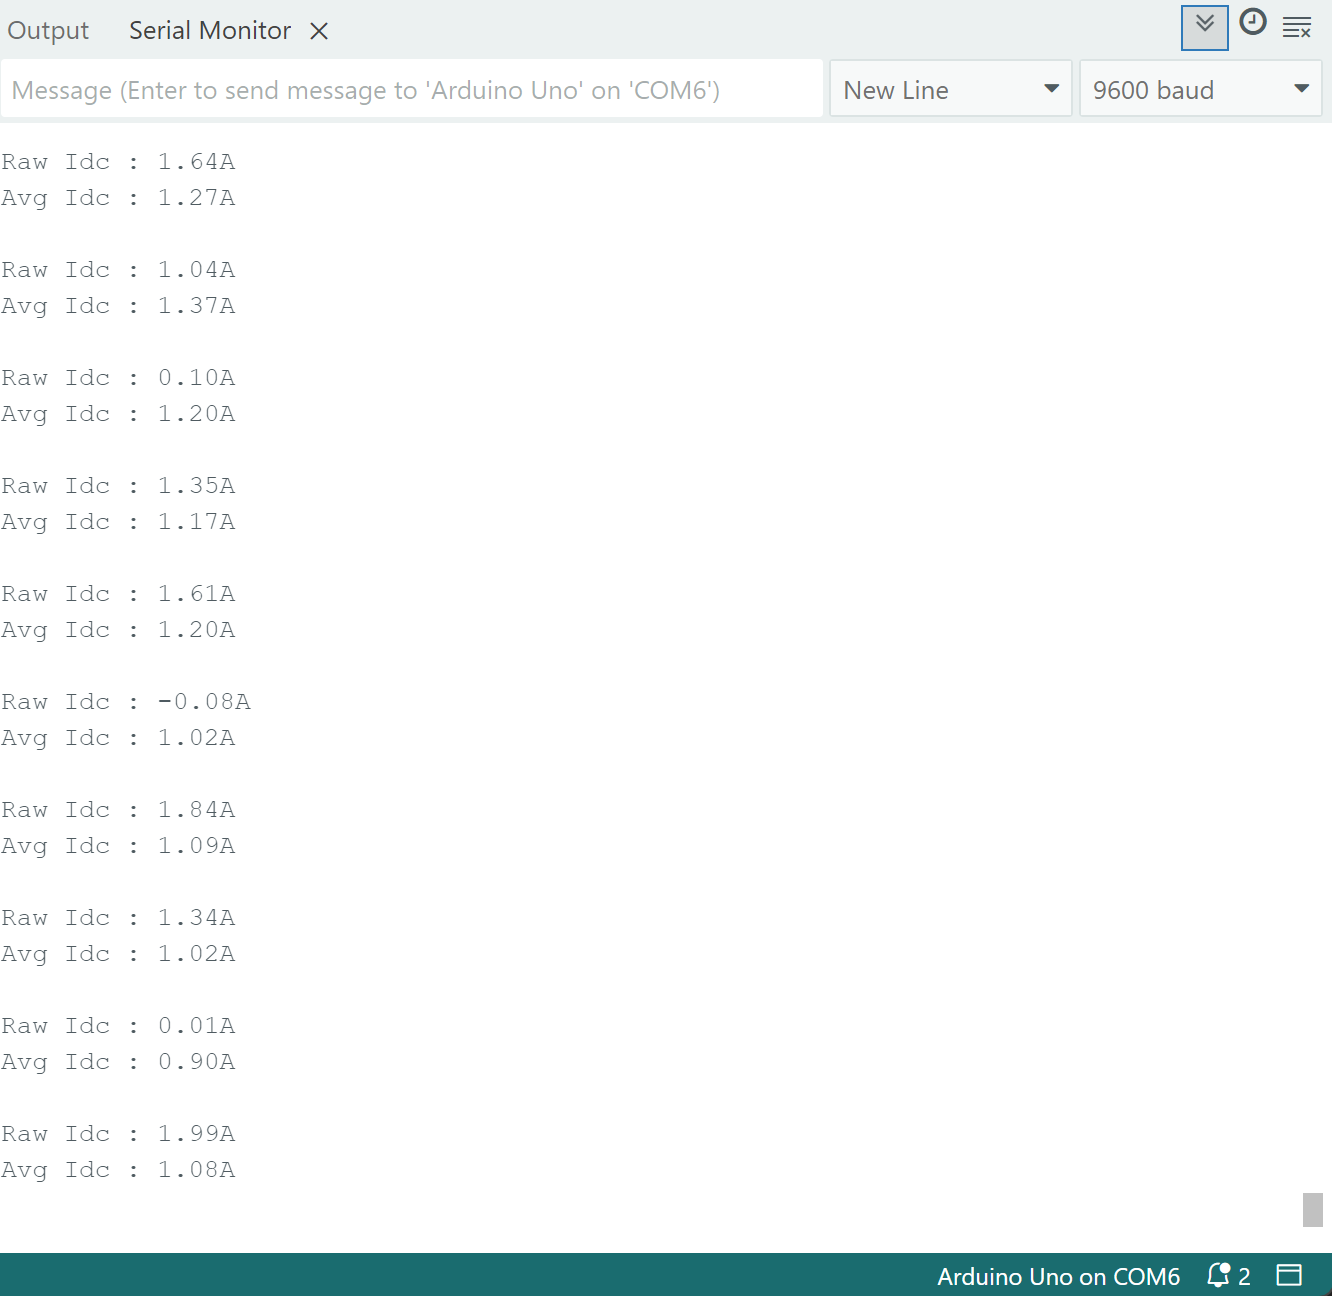 Output Serial Monitor
Message (Enter to send message to 'Arduino Uno' on 'COM6') New Line 9600 baud
Raw Idc : 1.64A
Avg Idc : 1.27A
Raw Idc : 1.04A
Avg Idc : 1.37A
Raw Idc : 0.10A
Avg Idc : 1.20A
Raw Idc : 1.35A
Avg Idc : 1.17A
Raw Idc : 1.61A
Avg Idc : 1.20A
Raw Idc : -0.08A
Avg Idc : 1.02A
Raw Idc : 1.84A
Avg Idc : 1.09A
Raw Idc : 1.34A
Avg Idc : 1.02A
Raw Idc : 0.01A
Avg Idc : 0.90A
Raw Idc : 1.99A
Avg Idc : 1.08A
Arduino Uno on COM6 2